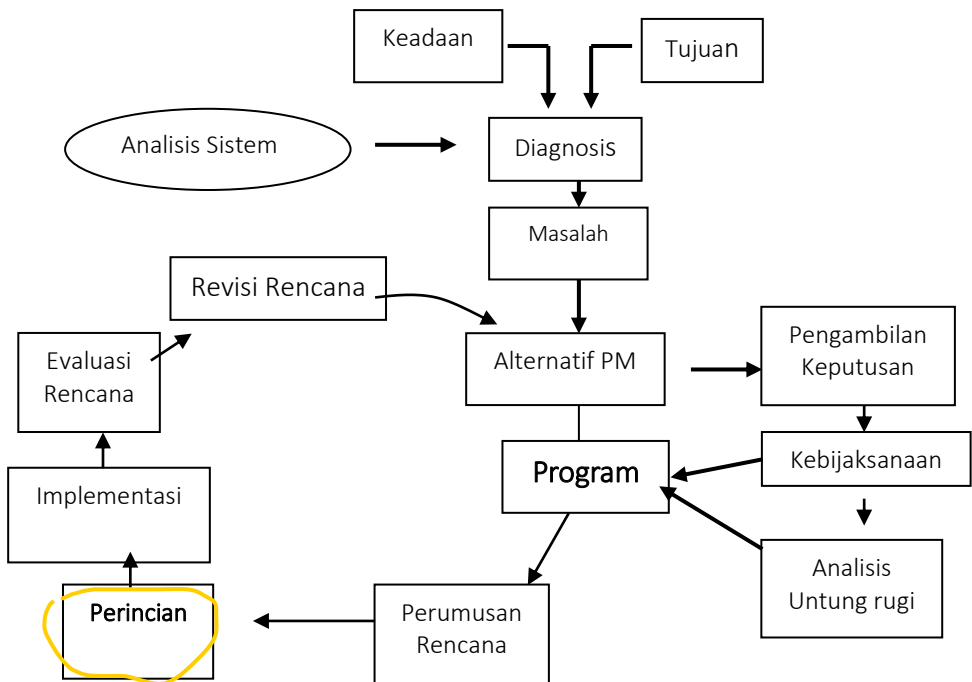 Keadaan
Tujuan
Analisis Sistem
Diagnosis
Masalah
Revisi Rencana
Evaluasi
Rencana
Alternatif PM
Pengambilan
Keputusan
Implementasi
Program
Kebijaksanaan
Perincian
Perumusan
Rencana
Analisis
Untung rugi